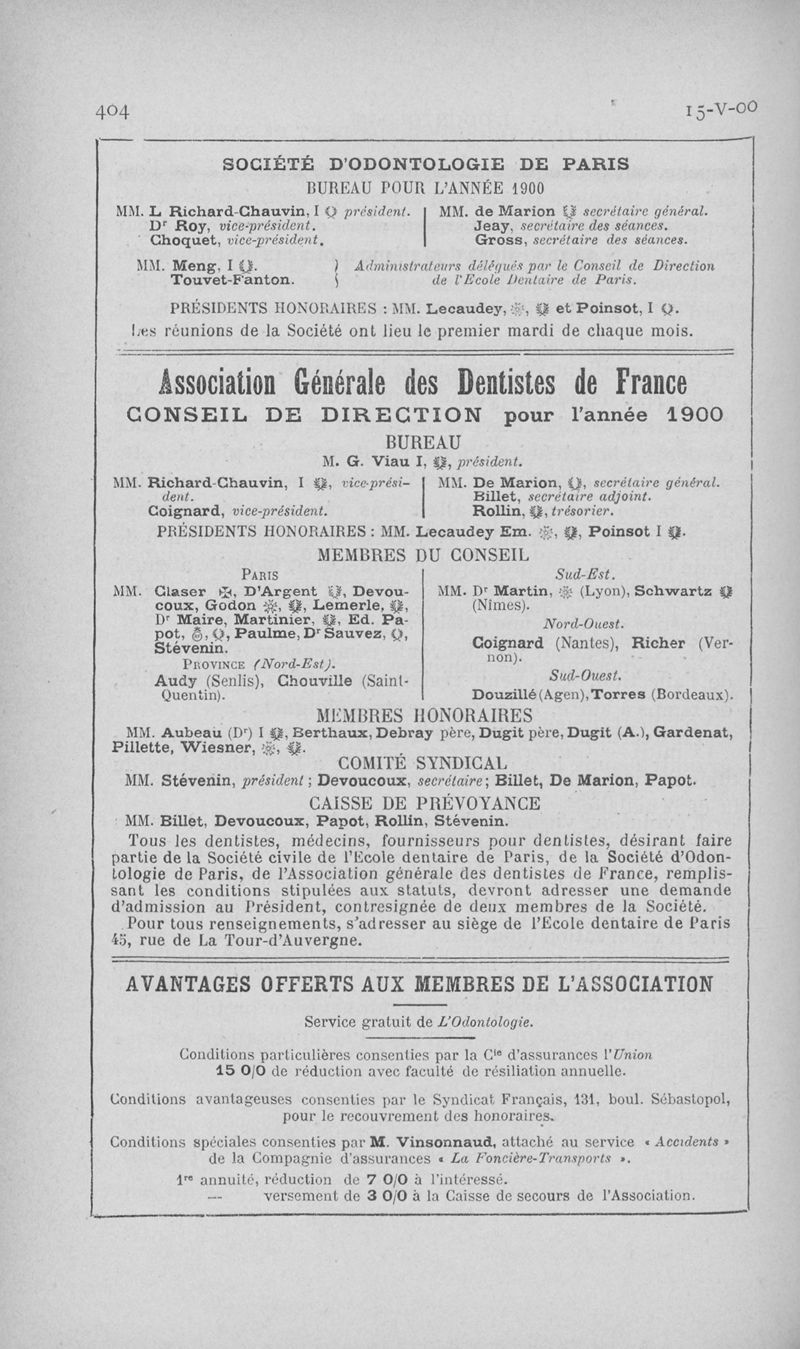 404
15-V-00
SOCIÉTÉ D'ODONTOLOGIE DE PARIS
BUREAU POUR L'ANNÉE 1900
MM. L Richard-Chauvin, I président.
Dr Roy, vice-président.
Choquet, vice-président.
MM. de Marion secrétaire général.
Jeay, secrétaire des séances.
Gross, secrétaire des séances.
MM. Meng, I
Touvet-Fanton.
Administrateurs délégués par le Conseil de Direction
de l'Ecole Dentaire de Paris.
PRÉSIDENTS HONORAIRES : MM. Lecaudey, et Poinsot, I
Les réunions de la Société ont lieu le premier mardi de chaque mois.
Association Générale des Dentistes de France
CONSEIL DE DIRECTION pour l'année 1900
BUREAU
M. G. Viau I, président.
MM. Richard-Chauvin, I vice-prési-
dent.
Coignard, vice-président.
MM. De Marion, secrétaire général.
Billet, secrétaire adjoint.
Rollin, trésorier.
PRÉSIDENTS HONORAIRES : MM. Lecaudey Em. Poinsot I
MEMBRES DU CONSEIL
PARIS
MM. Claser D'Argent Devou-
coux, Godon Lemerle,
Dr Maire, Martinier, Ed. Pa-
pot, Paulme, Dr Sauvez,
Stévenin.
PROVINCE (Nord-Est).
Audy (Senlis), Chouville (Saint-
Quentin).
Sud-Est.
MM. Dr Martin, (Lyon), Schwartz
(Nîmes).
Nord-Ouest.
Coignard (Nantes), Richer (Ver-
non).
Sud-Ouest.
Douzillé (Agen), Torres (Bordeaux).
MEMBRES HONORAIRES
MM. Aubeau (Dr) I Berthaux, Debray père, Dugit père, Dugit (A.), Gardenat,
Pillette, Wiesner,
COMITÉ SYNDICAL
MM. Stévenin, président ; Devoucoux, secrétaire ; Billet, De Marion, Papot.
CAISSE DE PRÉVOYANCE
MM. Billet, Devoucoux, Papot, Rollin, Stévenin.
Tous les dentistes, médecins, fournisseurs pour dentistes, désirant faire
partie de la Société civile de l'Ecole dentaire de Paris, de la Société d'Odon-
tologie de Paris, de l'Association générale des dentistes de France, remplis-
sant les conditions stipulées aux statuts, devront adresser une demande
d'admission au Président, contresignée de deux membres de la Société.
Pour tous renseignements, s'adresser au siège de l'Ecole dentaire de Paris
45, rue de La Tour-d'Auvergne.
AVANTAGES OFFERTS AUX MEMBRES DE L'ASSOCIATION
Service gratuit de L'Odontologie.
Conditions particulières consenties par la Cie d'assurances l'Union
15 0/0 de réduction avec faculté de résiliation annuelle.
Conditions avantageuses consenties par le Syndicat Français, 131, boul. Sébastopol,
pour le recouvrement des honoraires.
Conditions spéciales consenties par M. Vinsonnaud, attaché au service « Accidents »
de la Compagnie d'assurances « La Foncière-Transports ».
1re annuité, réduction de 7 0/0 à l'intéressé.
— versement de 3 0/0 à la Caisse de secours de l'Association.